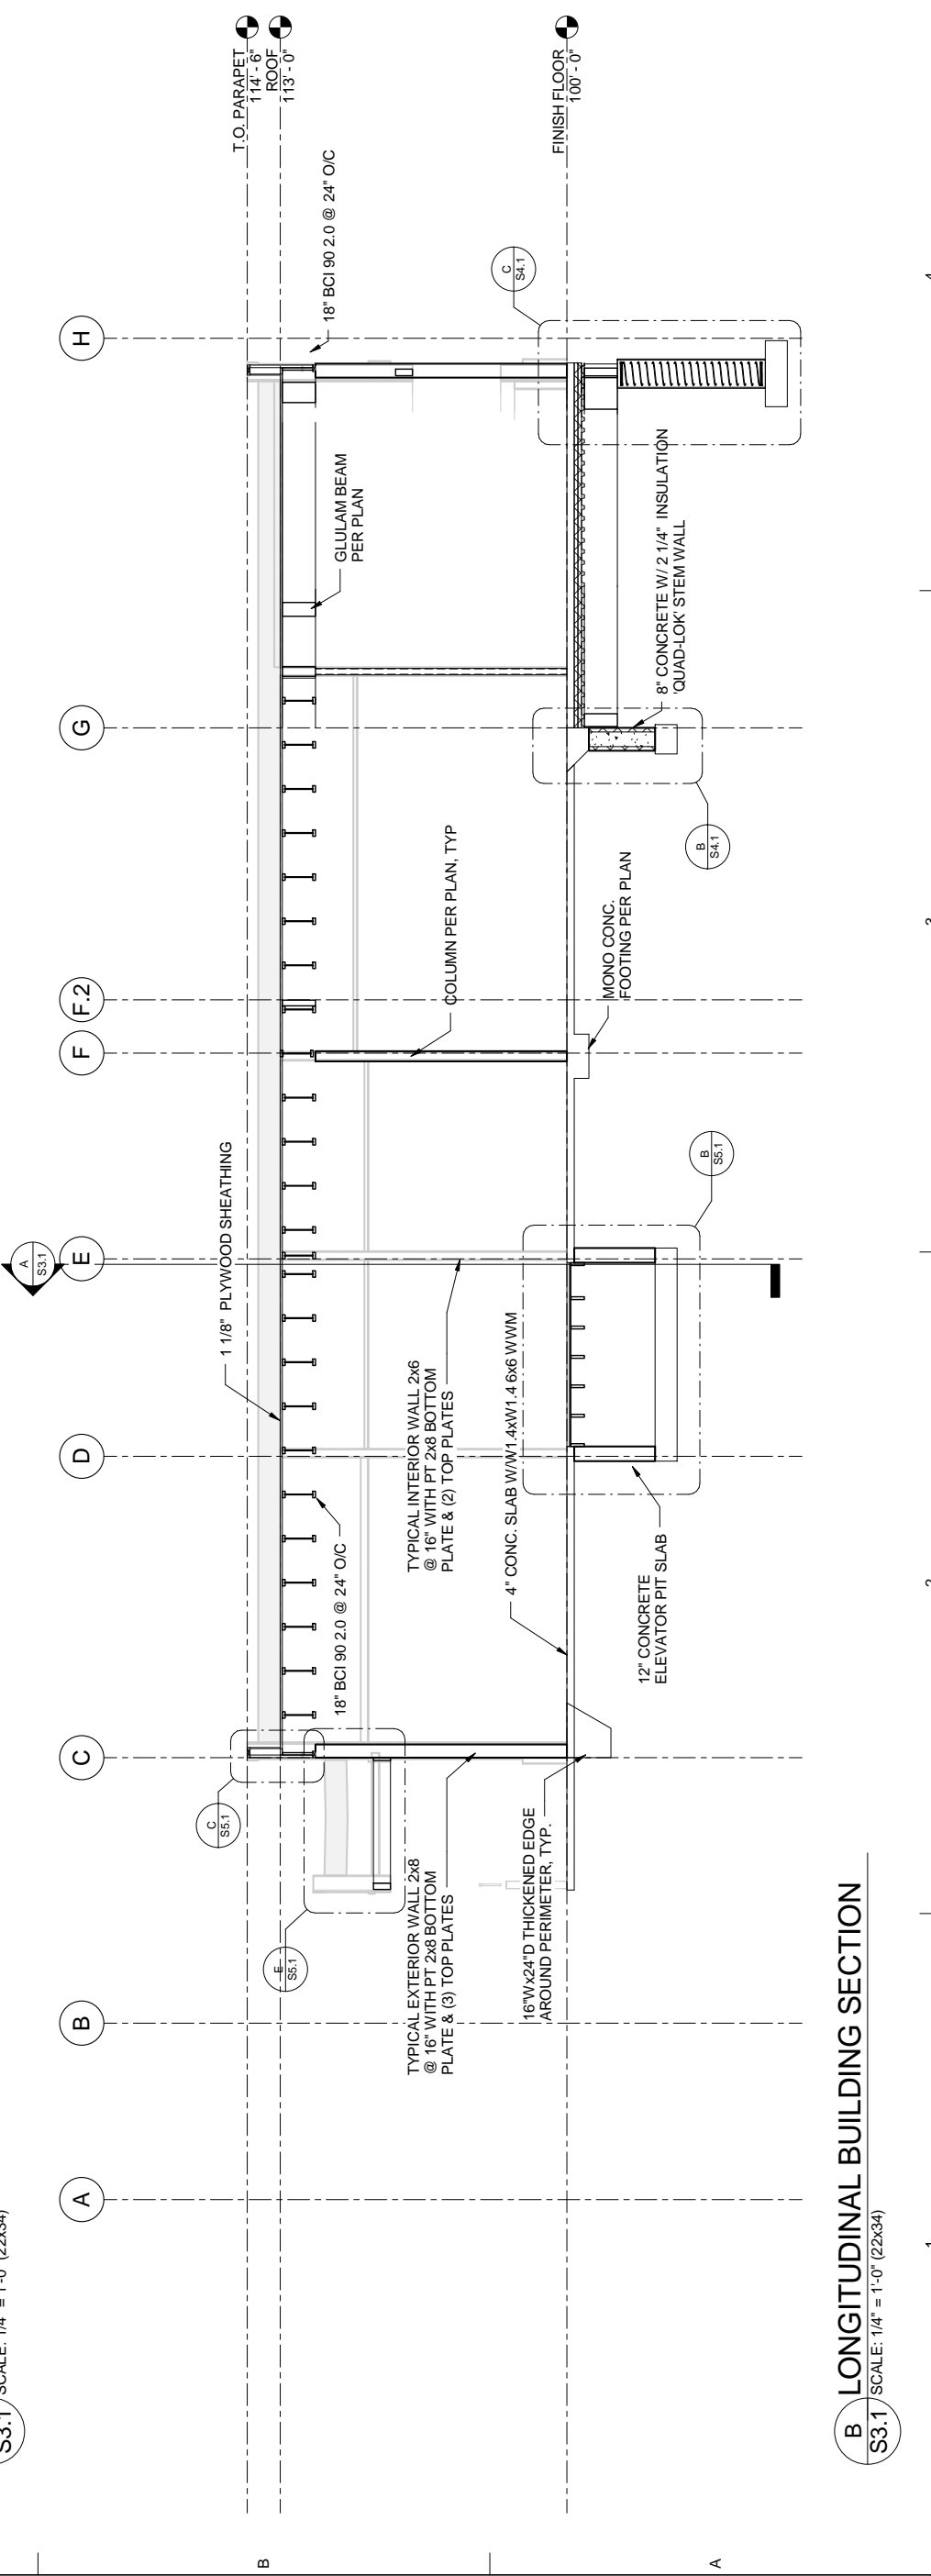 S3.1
SCALE: 1/4" = 1'-0" (22x34)
A
S3.1
A
B
C
D
E
F
F.2
G
H
T.O. PARAPET
114' - 6"
ROOF
113' - 0"
FINISH FLOOR
100' - 0"
1 1/8" PLYWOOD SHEATHING
18" BCI 90 2.0 @ 24" O/C
C
S5.1
E
S5.1
18" BCI 90 2.0 @ 24" O/C
GLULAM BEAM
PER PLAN
TYPICAL EXTERIOR WALL 2x8
@ 16" WITH PT 2x8 BOTTOM
PLATE & (3) TOP PLATES
TYPICAL INTERIOR WALL 2x6
@ 16" WITH PT 2x8 BOTTOM
PLATE & (2) TOP PLATES
COLUMN PER PLAN, TYP
C
S4.1
16"Wx24"D THICKENED EDGE
AROUND PERIMETER, TYP.
4" CONC. SLAB W/W1.4xW1.4 6x6 WWM
12" CONCRETE
ELEVATOR PIT SLAB
B
S5.1
MONO CONC.
FOOTING PER PLAN
B
S4.1
8" CONCRETE W/ 2 1/4" INSULATION
'QUAD-LOK' STEM WALL
B
S3.1
LONGITUDINAL BUILDING SECTION
SCALE: 1/4" = 1'-0" (22x34)
B
A
1
2
3
4